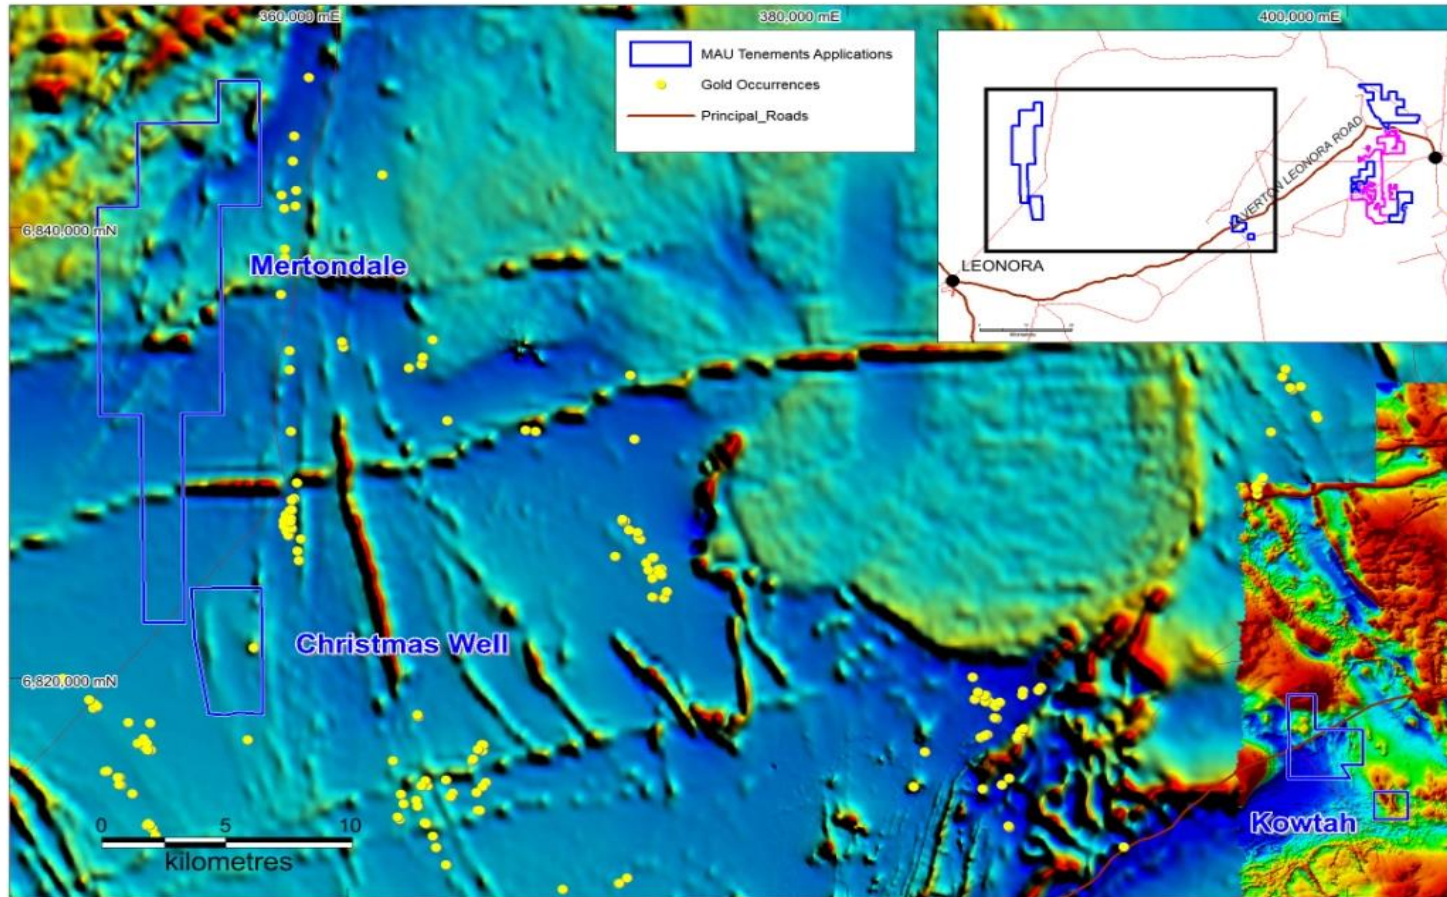 360,000 mE
380,000 mE
400,000 mE
MAU Tenements Applications
Gold Occurrences
Principal_Roads
AVERTON LEONORA ROAD
LEONORA
6,840,000 mN
Mertondale
Christmas Well
6,820,000 mN
Kowtah
0 5 10
kilometres